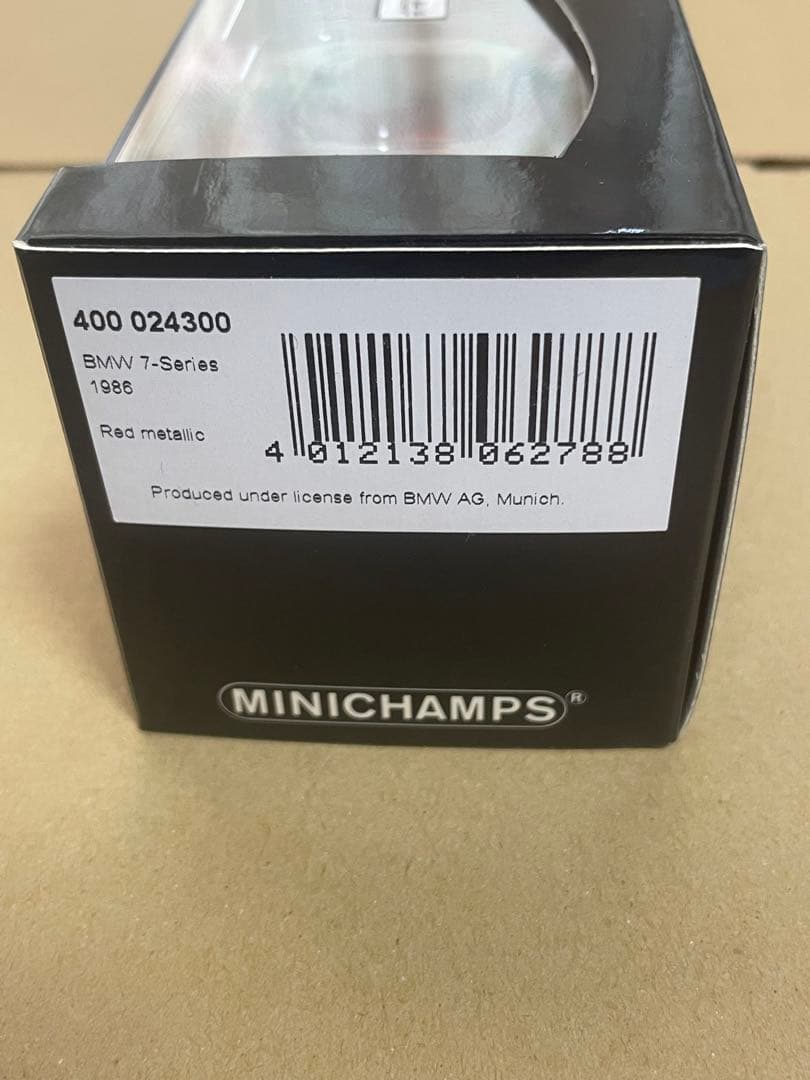 400 024300
BMW 7-Series
1986
Red metallic
4 012138 062788
Produced under license from BMW AG, Munich.
MINICHAMPS®